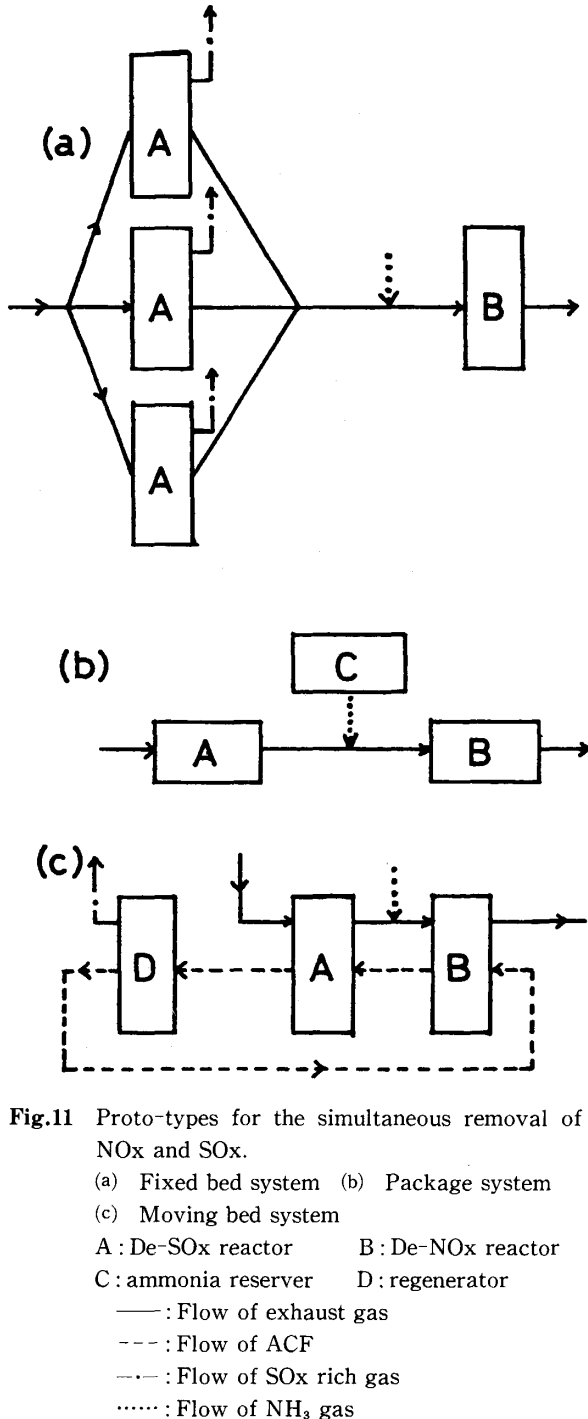 (a)
A
A
B
A
(b)
C
A
B
(c)
D
A
B
Fig.11 Proto-types for the simultaneous removal of
NOx and SOx.
(a) Fixed bed system (b) Package system
(c) Moving bed system
A : De-SOx reactor B : De-NOx reactor
C : ammonia reserver D : regenerator
—— : Flow of exhaust gas
--- : Flow of ACF
—·— : Flow of SOx rich gas
······ : Flow of NH₃ gas